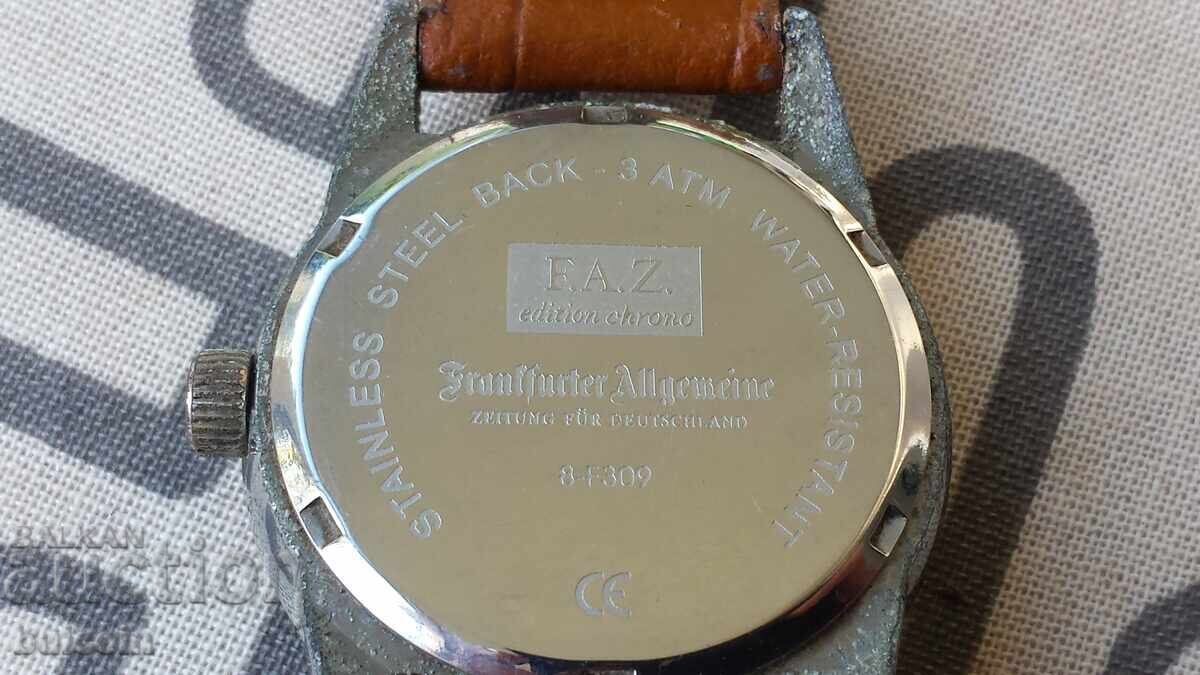 STAINLESS STEEL BACK - 3 ATM WATER-RESISTANT
F.A.Z.
edition chrono
Frankfurter Allgemeine
ZEITUNG FÜR DEUTSCHLAND
8-F309
CE
BALKAN
auction
bulcoin